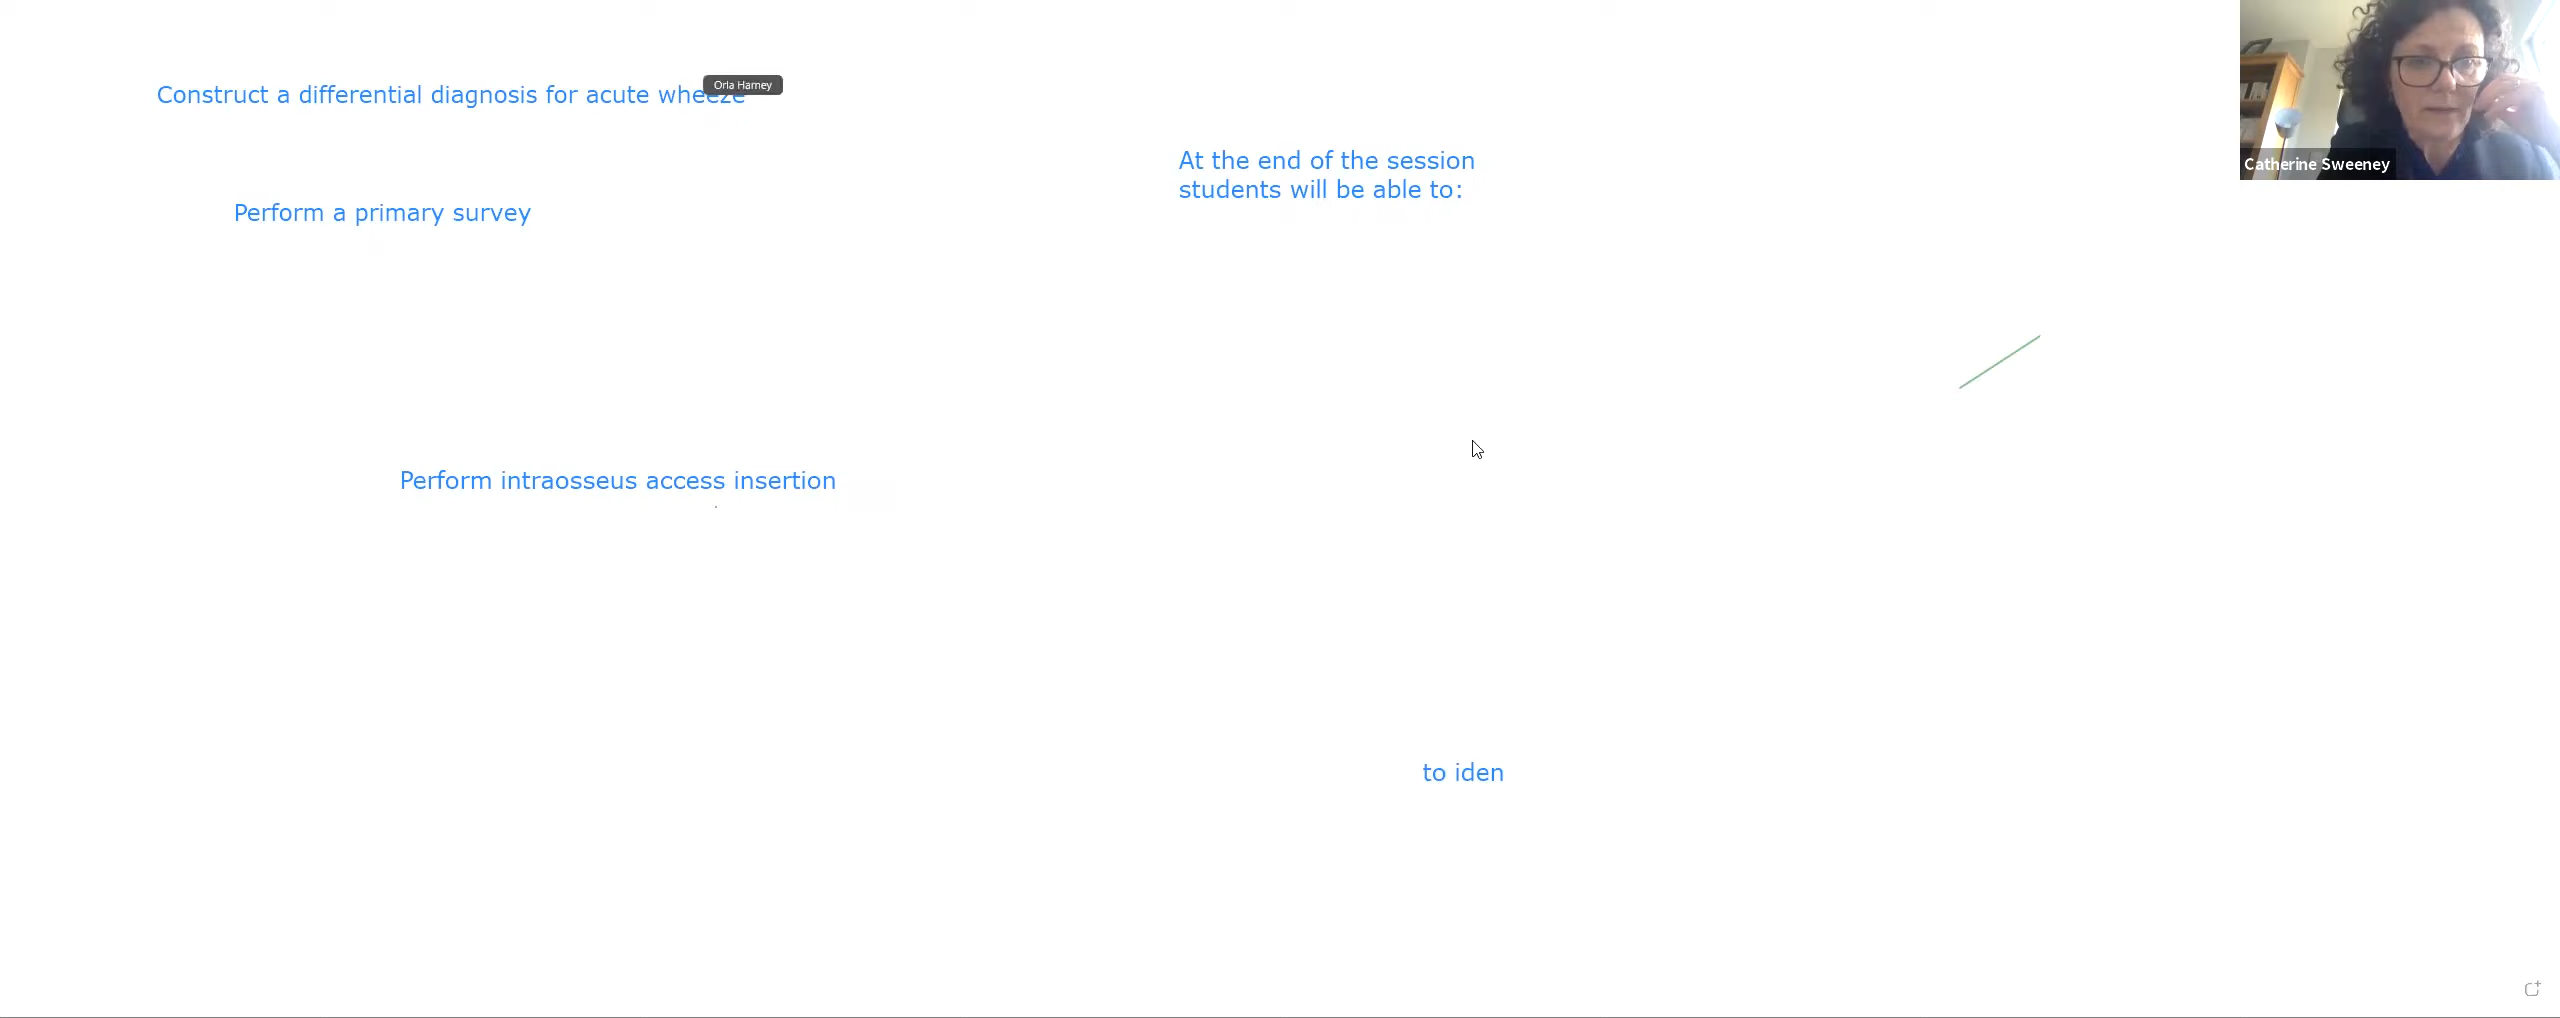 Construct a differential diagnosis for acute wheeze
Orla Harney
At the end of the session
students will be able to:
Catherine Sweeney
Perform a primary survey
Perform intraosseus access insertion
to iden